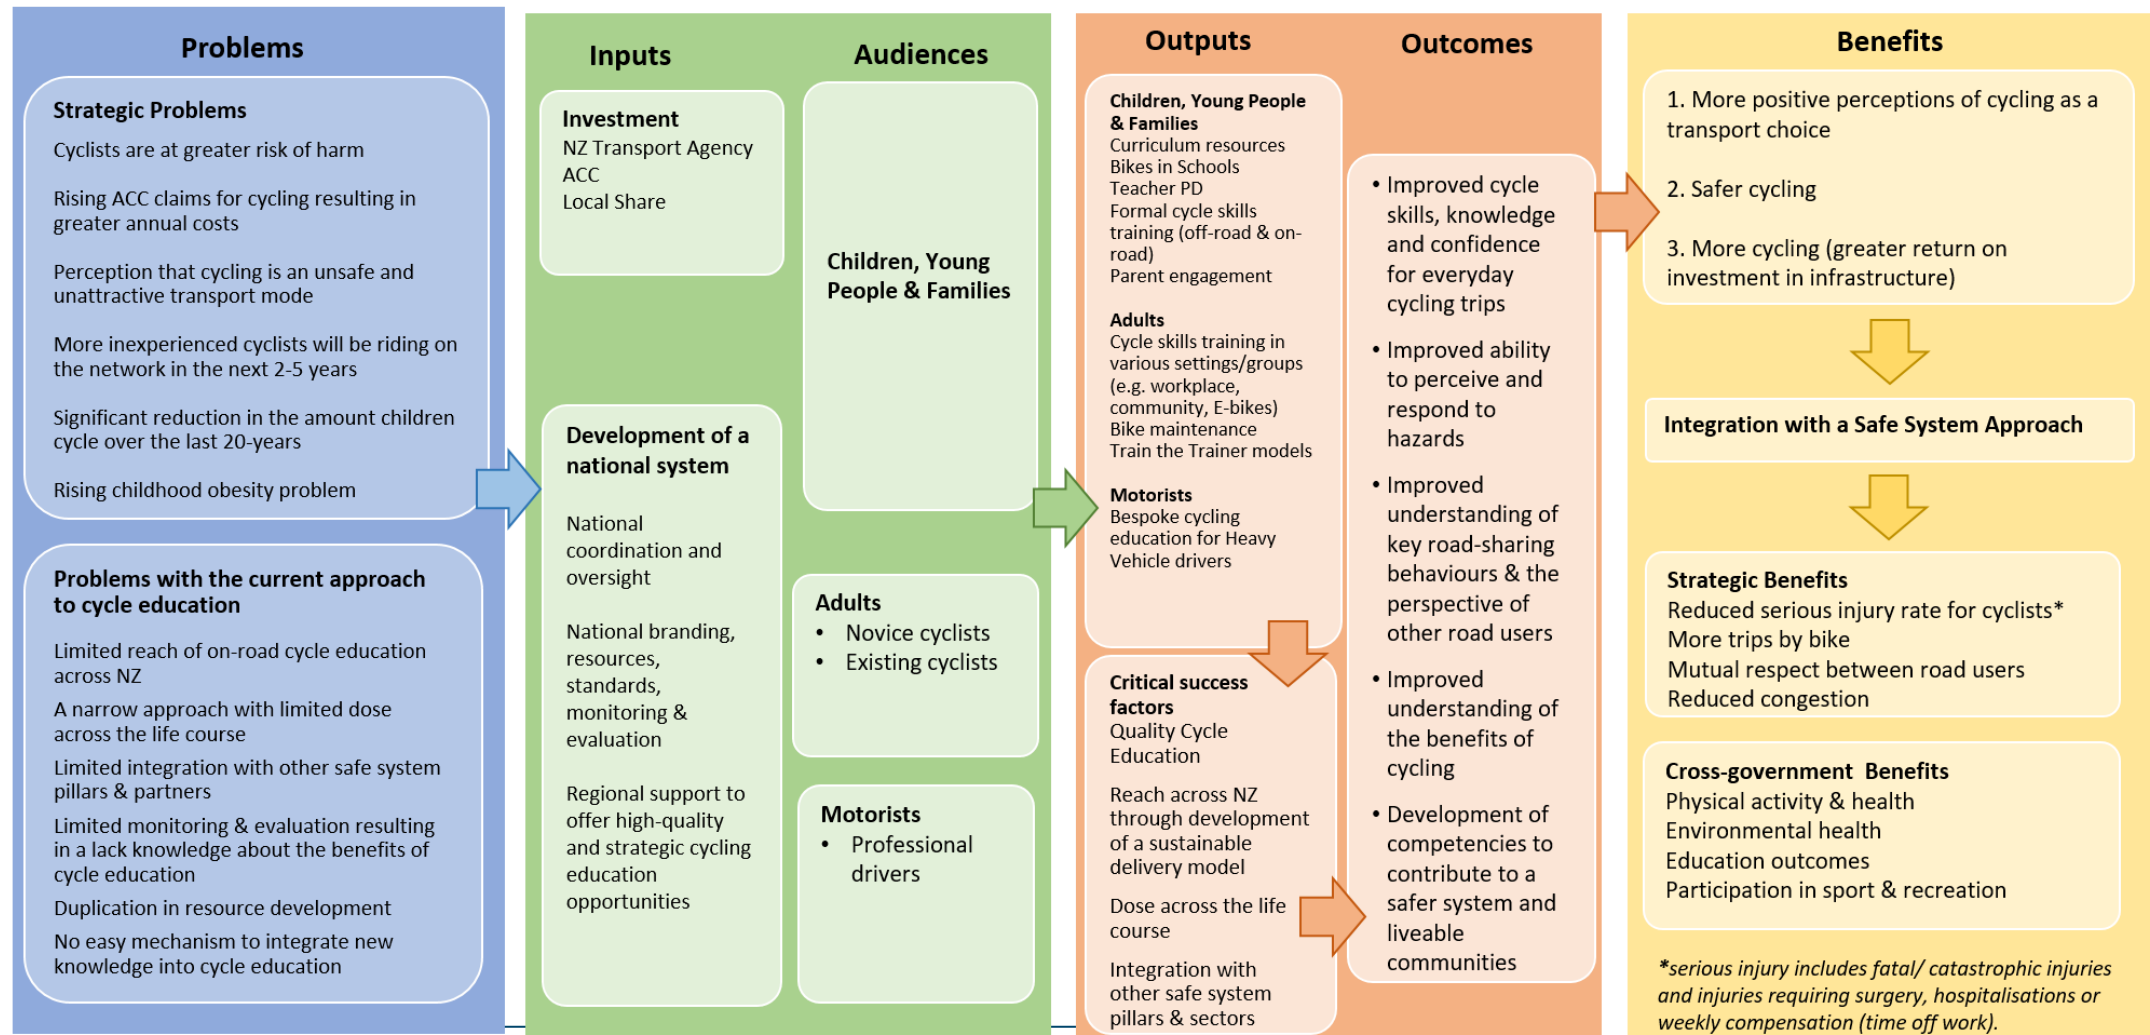 Problems
Strategic Problems
Cyclists are at greater risk of harm
Rising ACC claims for cycling resulting in
greater annual costs
Perception that cycling is an unsafe and
unattractive transport mode
More inexperienced cyclists will be riding on
the network in the next 2-5 years
Significant reduction in the amount children
cycle over the last 20-years
Rising childhood obesity problem
Problems with the current approach
to cycle education
Limited reach of on-road cycle education
across NZ
A narrow approach with limited dose
across the life course
Limited integration with other safe system
pillars & partners
Limited monitoring & evaluation resulting
in a lack knowledge about the benefits of
cycle education
Duplication in resource development
No easy mechanism to integrate new
knowledge into cycle education
Inputs
Investment
NZ Transport Agency
ACC
Local Share
Development of a
national system
National
coordination and
oversight
National branding,
resources,
standards,
monitoring &
evaluation
Regional support to
offer high-quality
and strategic cycling
education
opportunities
Audiences
Children, Young
People & Families
Adults
• Novice cyclists
• Existing cyclists
Motorists
• Professional
drivers
Outputs
Children, Young People
& Families
Curriculum resources
Bikes in Schools
Teacher PD
Formal cycle skills
training (off-road & on-
road)
Parent engagement
Adults
Cycle skills training in
various settings/groups
(e.g. workplace,
community, E-bikes)
Bike maintenance
Train the Trainer models
Motorists
Bespoke cycling
education for Heavy
Vehicle drivers
Critical success
factors
Quality Cycle
Education
Reach across NZ
through development
of a sustainable
delivery model
Dose across the life
course
Integration with
other safe system
pillars & sectors
Outcomes
• Improved cycle
skills, knowledge
and confidence
for everyday
cycling trips
• Improved ability
to perceive and
respond to
hazards
• Improved
understanding of
key road-sharing
behaviours & the
perspective of
other road users
• Improved
understanding of
the benefits of
cycling
• Development of
competencies to
contribute to a
safer system and
liveable
communities
Benefits
1. More positive perceptions of cycling as a
transport choice
2. Safer cycling
3. More cycling (greater return on
investment in infrastructure)
Integration with a Safe System Approach
Strategic Benefits
Reduced serious injury rate for cyclists*
More trips by bike
Mutual respect between road users
Reduced congestion
Cross-government Benefits
Physical activity & health
Environmental health
Education outcomes
Participation in sport & recreation
*serious injury includes fatal/ catastrophic injuries
and injuries requiring surgery, hospitalisations or
weekly compensation (time off work).